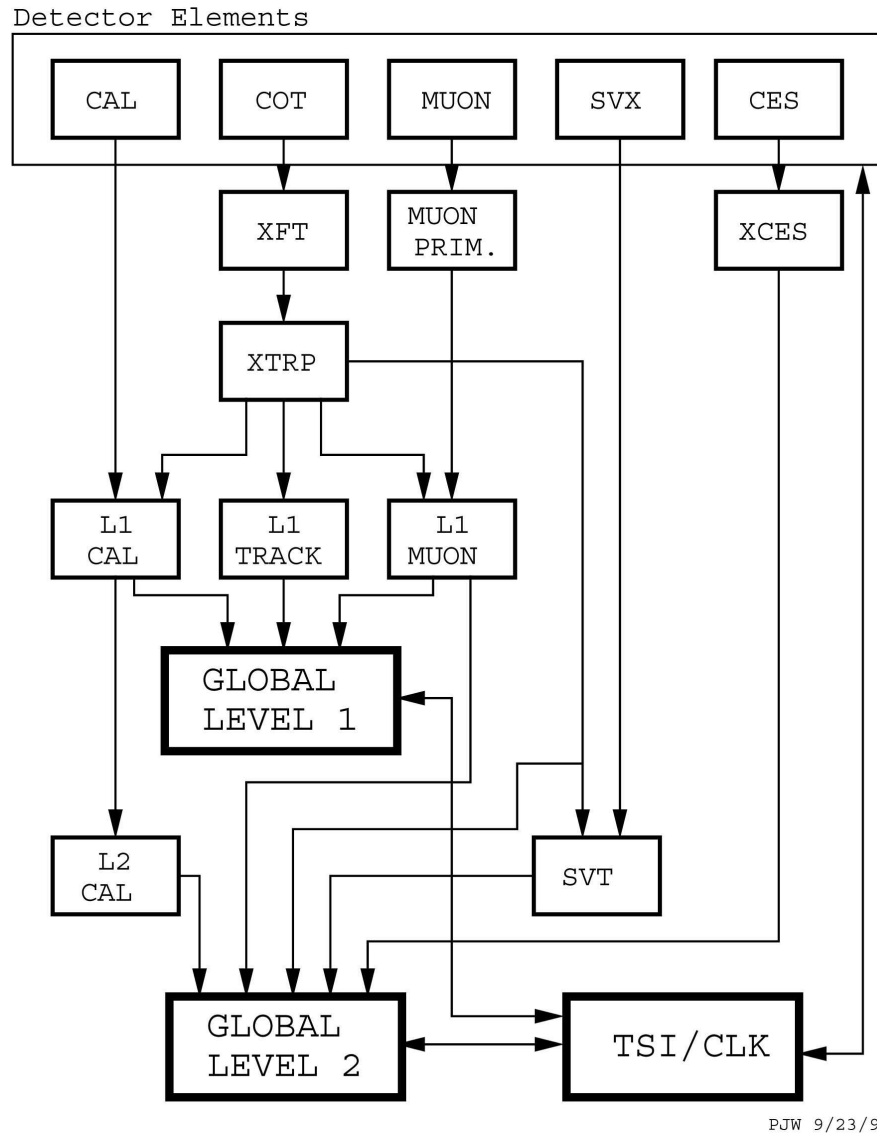 Detector Elements
CAL
COT
MUON
SVX
CES
XFT
MUON
PRIM.
XCES
XTRP
L1
CAL
L1
TRACK
L1
MUON
GLOBAL
LEVEL 1
L2
CAL
SVT
GLOBAL
LEVEL 2
TSI/CLK
PJW 9/23/9